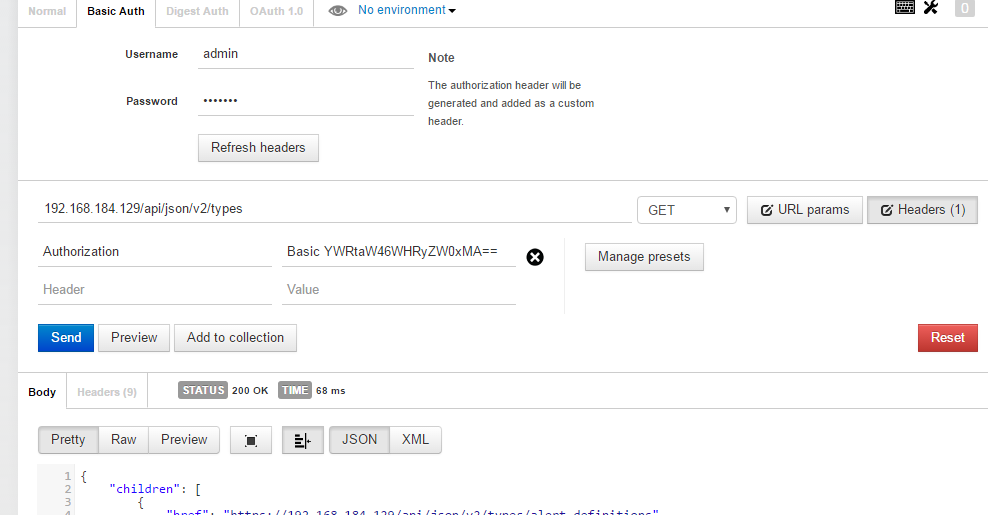 Normal Basic Auth Digest Auth OAuth 1.0 No environment 0
Username admin Note
The authorization header will be
Password ••••••• generated and added as a custom
header.
Refresh headers
192.168.184.129/api/json/v2/types GET URL params Headers (1)
Authorization Basic YWRtaW46WHRyZW0xMA== Manage presets
Header Value
Send Preview Add to collection Reset
Body Headers (9) STATUS 200 OK TIME 68 ms
Pretty Raw Preview JSON XML
1 {
2 "children": [
3 {
4 "href": "https://192.168.184.129/api/json/v2/types/alert-definitions"